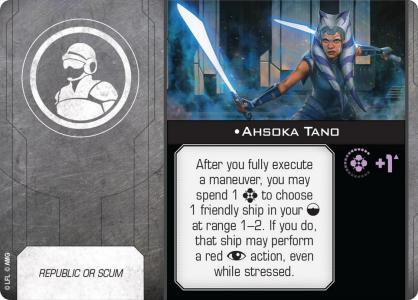 •Ahsoka Tano
After you fully execute
a maneuver, you may
spend 1 to choose
1 friendly ship in your
at range 1–2. If you do,
that ship may perform
a red action, even
while stressed.
+1
REPUBLIC OR SCUM
© LFL © AMG